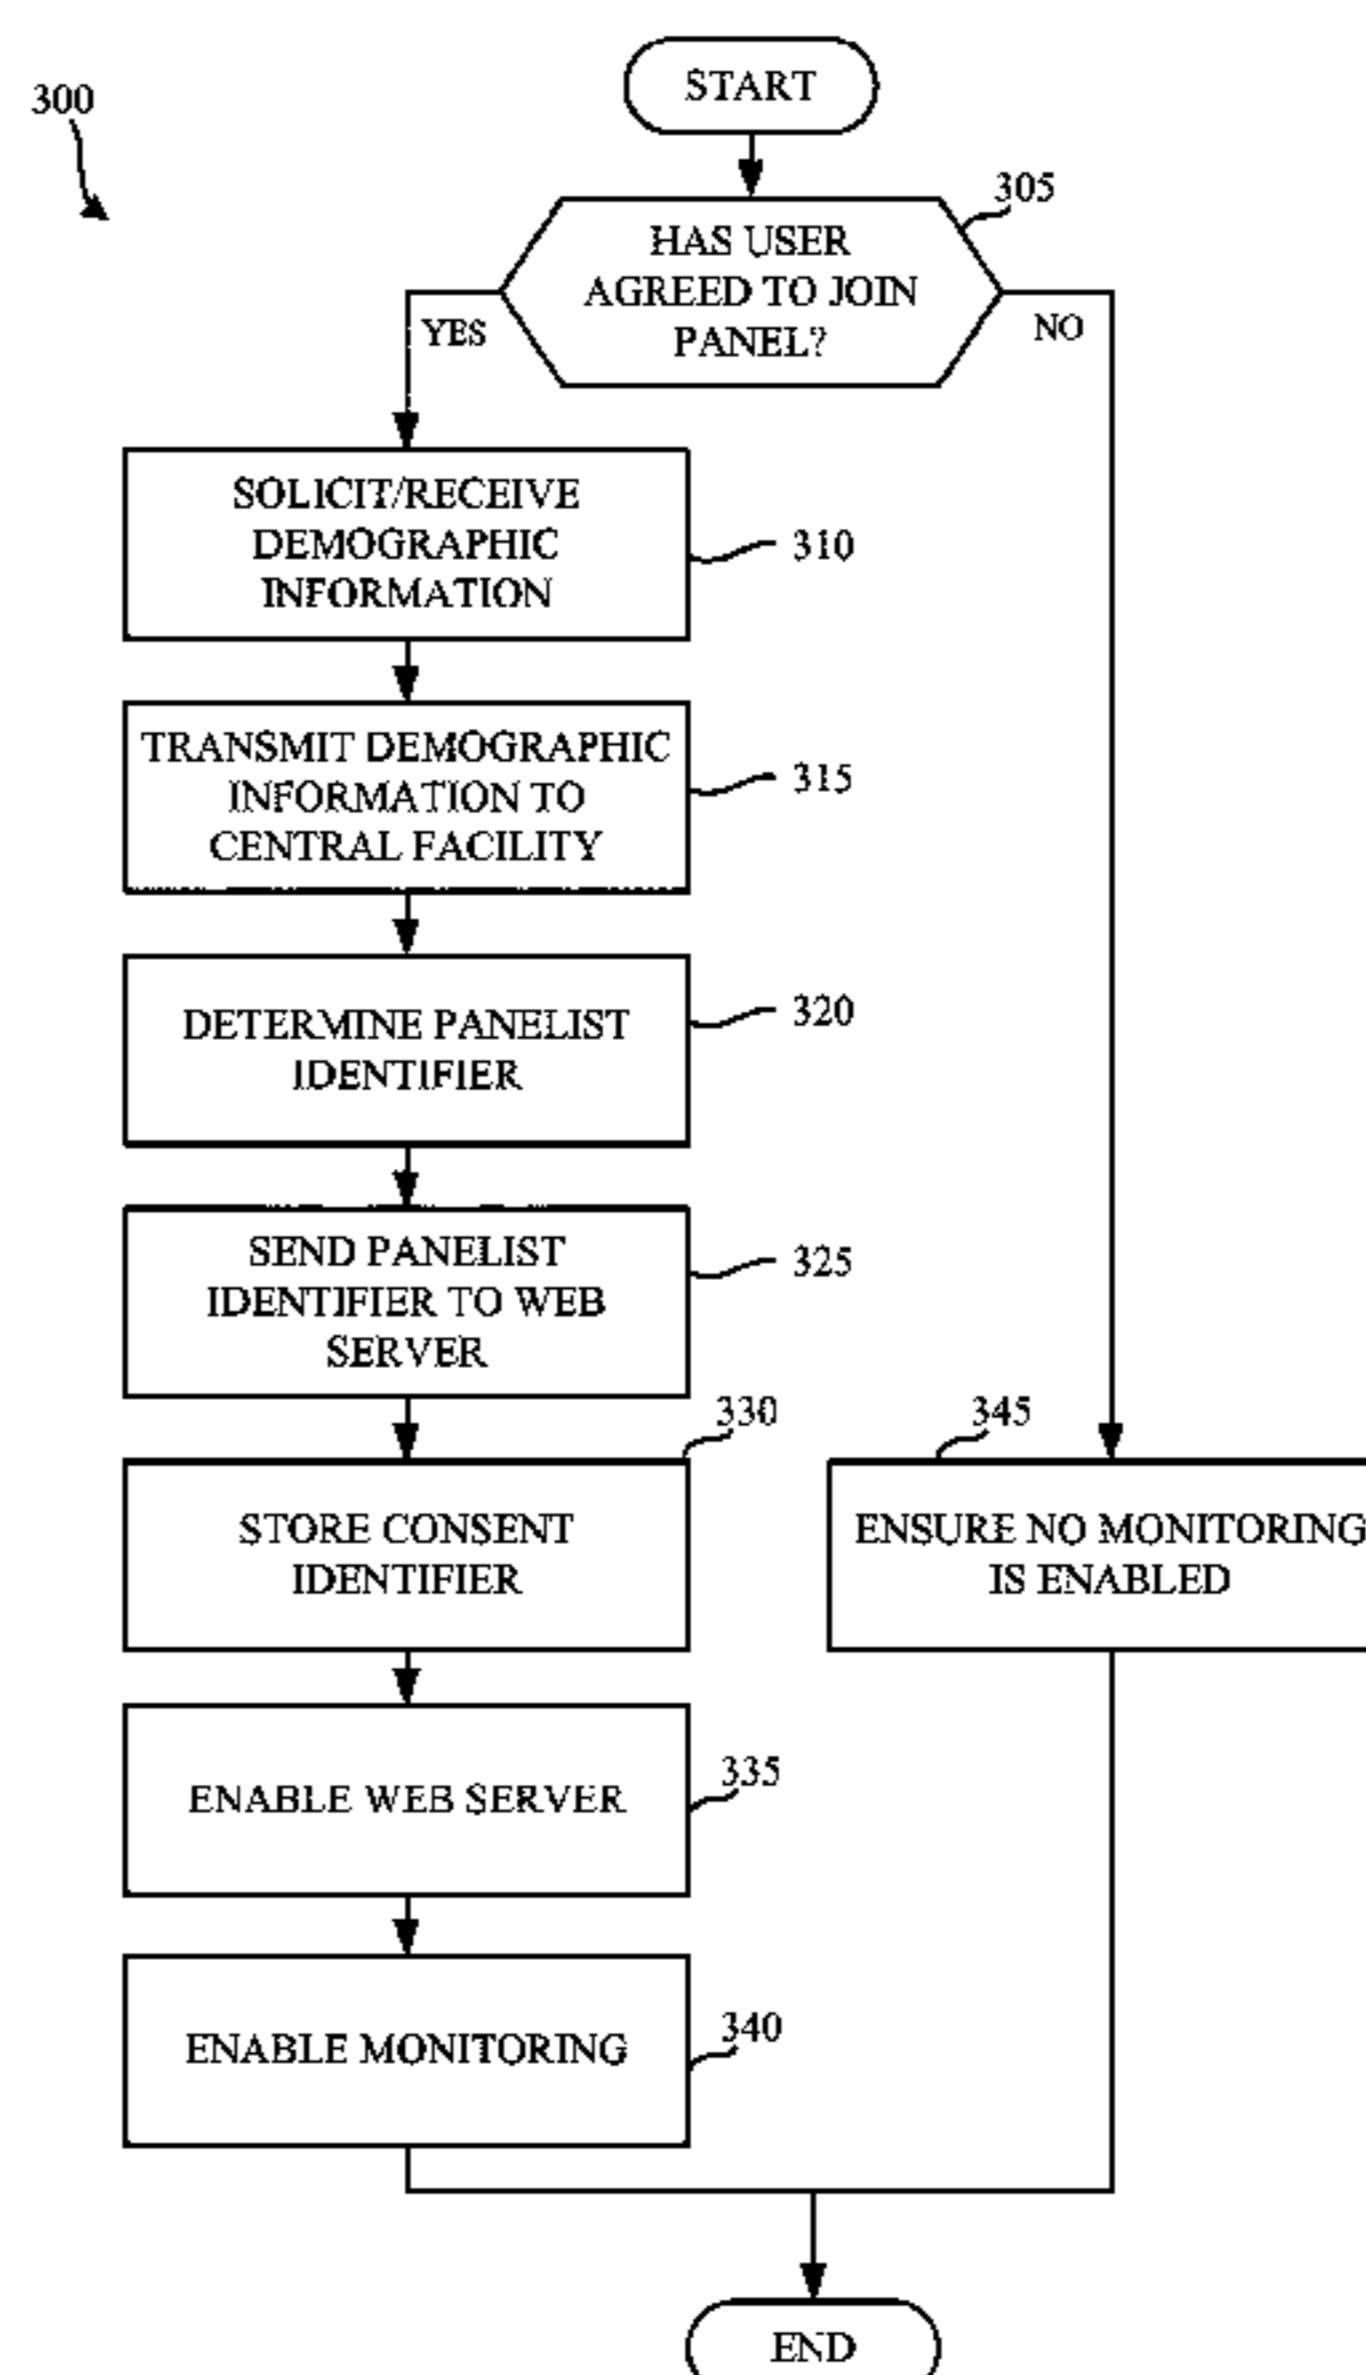 300
START
305
HAS USER
AGREED TO JOIN
PANEL?
YES
NO
SOLICIT/RECEIVE
DEMOGRAPHIC
INFORMATION
310
TRANSMIT DEMOGRAPHIC
INFORMATION TO
CENTRAL FACILITY
315
DETERMINE PANELIST
IDENTIFIER
320
SEND PANELIST
IDENTIFIER TO WEB
SERVER
325
330
STORE CONSENT
IDENTIFIER
345
ENSURE NO MONITORING
IS ENABLED
ENABLE WEB SERVER
335
ENABLE MONITORING
340
END